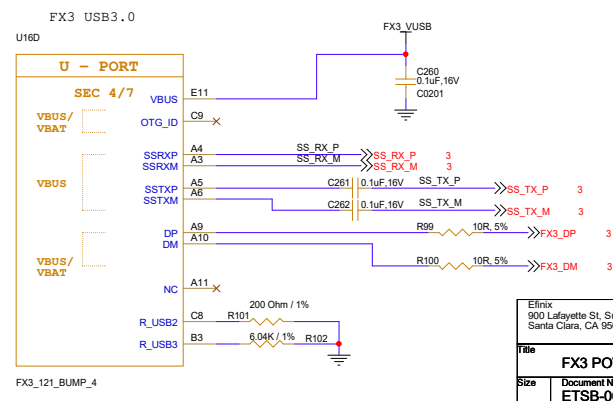 FX3 USB3.0
U16D
FX3_VUSB
U - PORT
SEC 4/7
C260
0.1uF,16V
C0201
VBUS E11
VBUS/
VBAT
OTG_ID C9
SSRXP A4 SS_RX_P SS_RX_P 3
SSRXM A3 SS_RX_M SS_RX_M 3
VBUS
SSTXP A5 C261 0.1uF,16V SS_TX_P SS_TX_P 3
SSTXM A6 C262 0.1uF,16V SS_TX_M SS_TX_M 3
DP A9 R99 10R, 5% FX3_DP 3
DM A10 R100 10R, 5% FX3_DM 3
VBUS/
VBAT
NC A11
R_USB2 C8 R101 200 Ohm / 1%
R_USB3 B3 6.04K / 1% R102
FX3_121_BUMP_4
Efinix
900 Lafayette St,
Santa Clara, CA
Title
FX3
Size Document